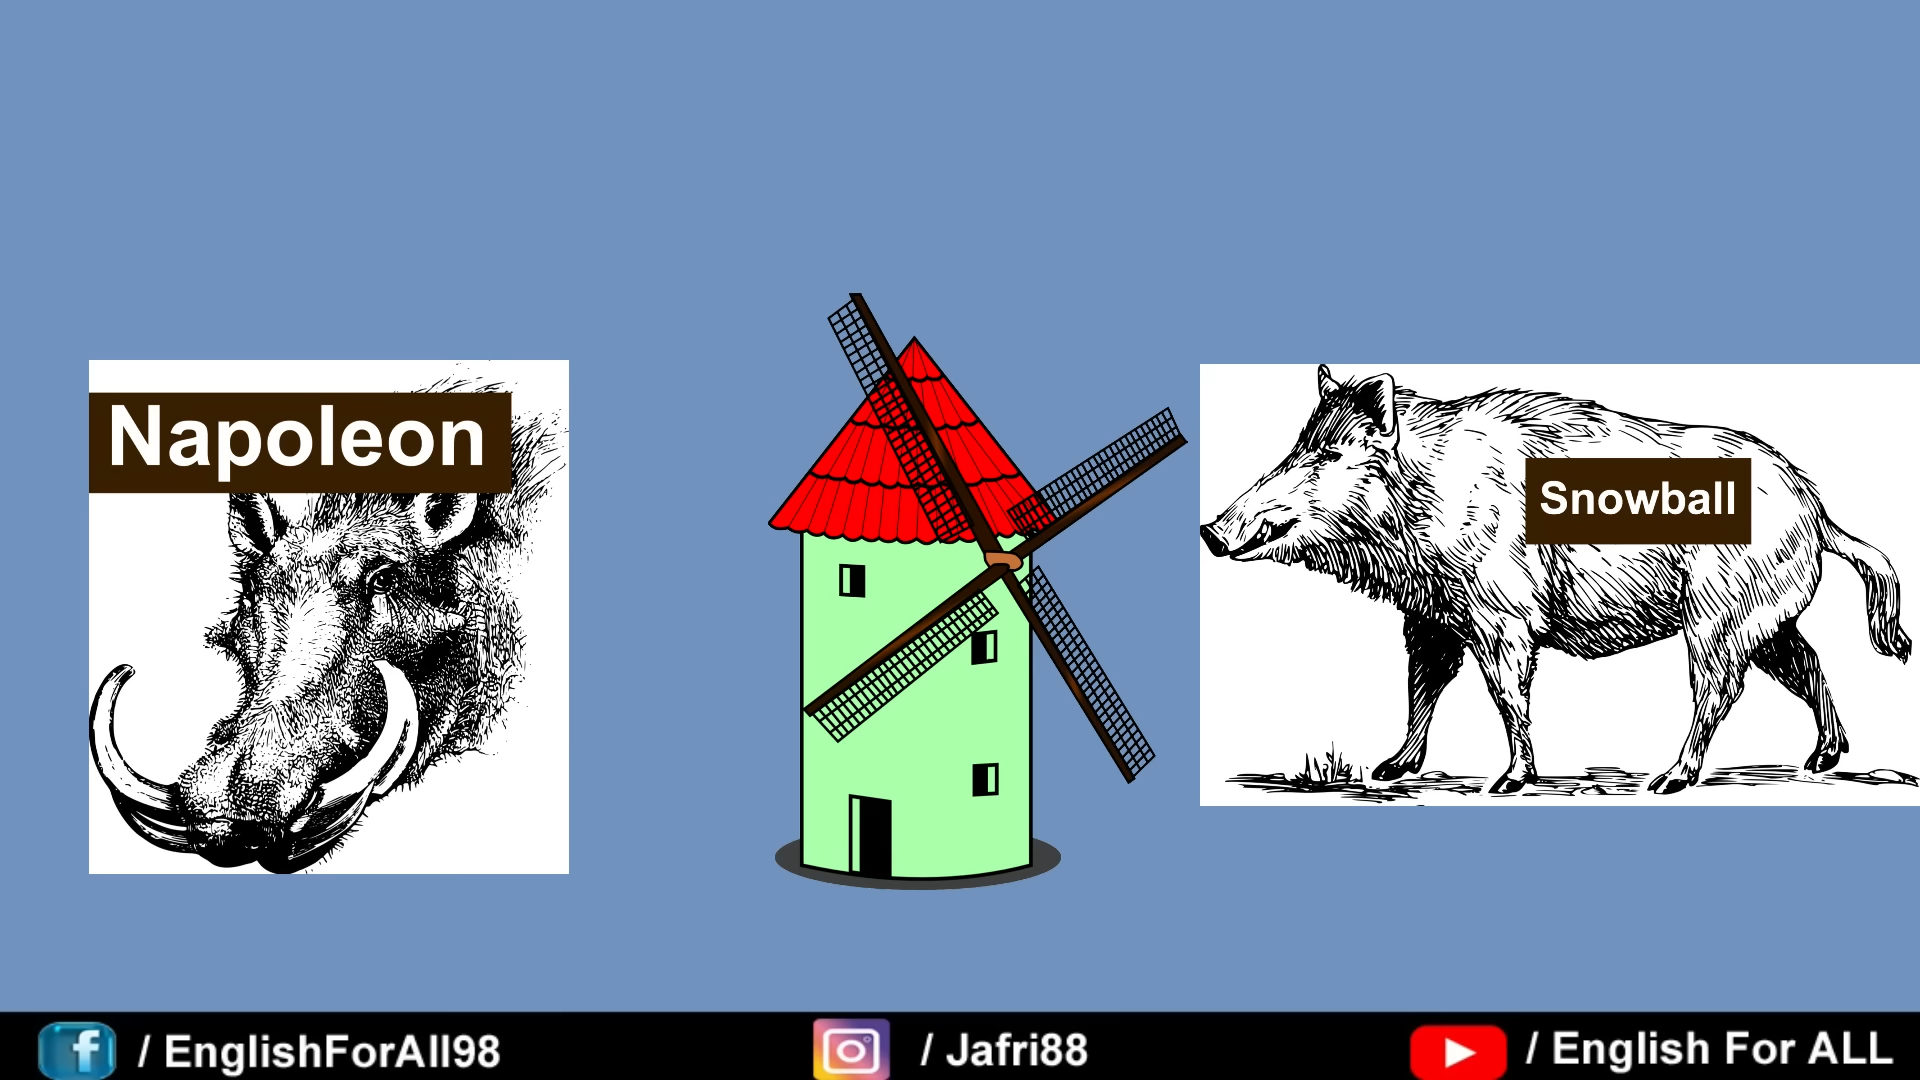 Napoleon
Snowball
/ EnglishForAll98
/ Jafri88
/ English For ALL